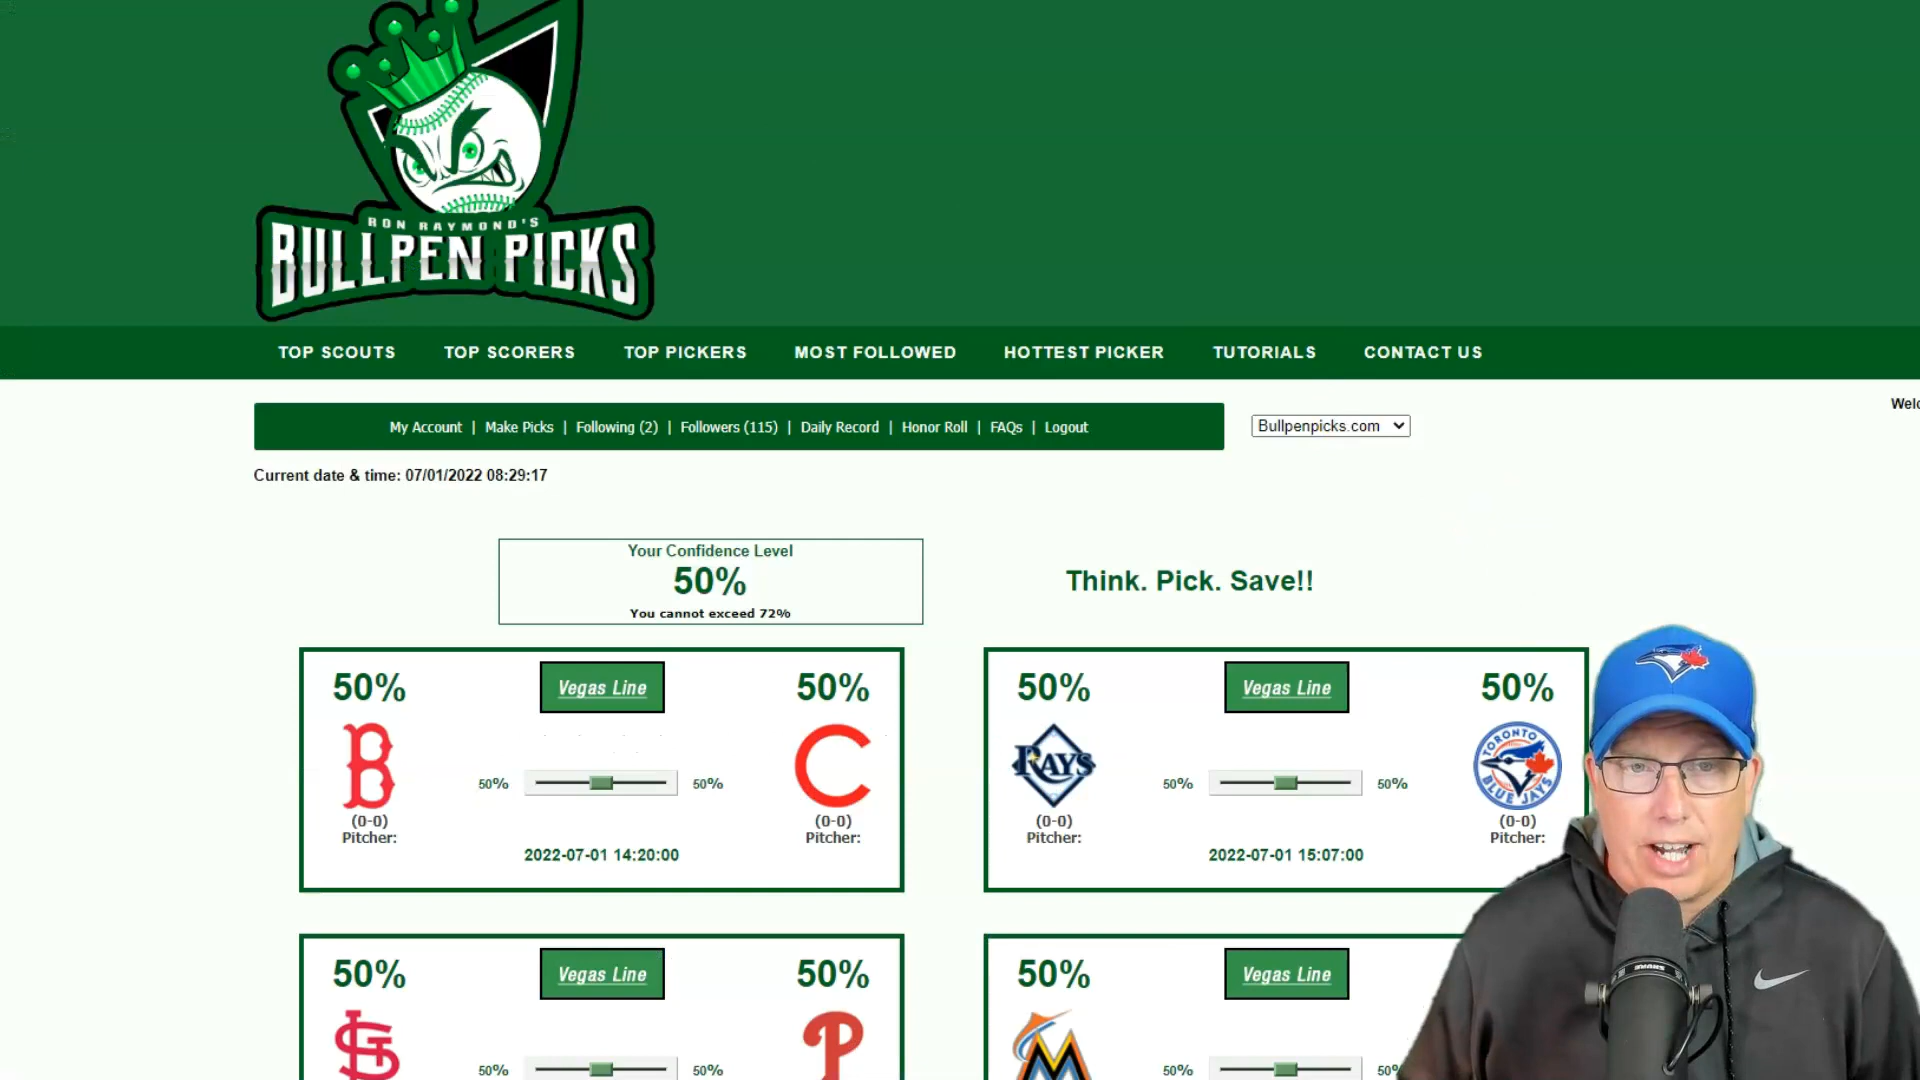 RON RAYMOND'S
BULLPEN PICKS
TOP SCOUTS TOP SCORERS TOP PICKERS MOST FOLLOWED HOTTEST PICKER TUTORIALS CONTACT US
Welc
My Account | Make Picks | Following (2) | Followers (115) | Daily Record | Honor Roll | FAQs | Logout
Bullpenpicks.com
Current date & time: 07/01/2022 08:29:17
Your Confidence Level
50%
You cannot exceed 72%
Think. Pick. Save!!
50% Vegas Line 50%
B C
50% 50%
(0-0) (0-0)
Pitcher: Pitcher:
2022-07-01 14:20:00
50% Vegas Line 50%
RAYS TORONTO BLUE JAYS
50% 50%
(0-0) (0-0)
Pitcher: Pitcher:
2022-07-01 15:07:00
50% Vegas Line 50%
STL P
50% 50%
50% Vegas Line
M
50% 50%
SHURE